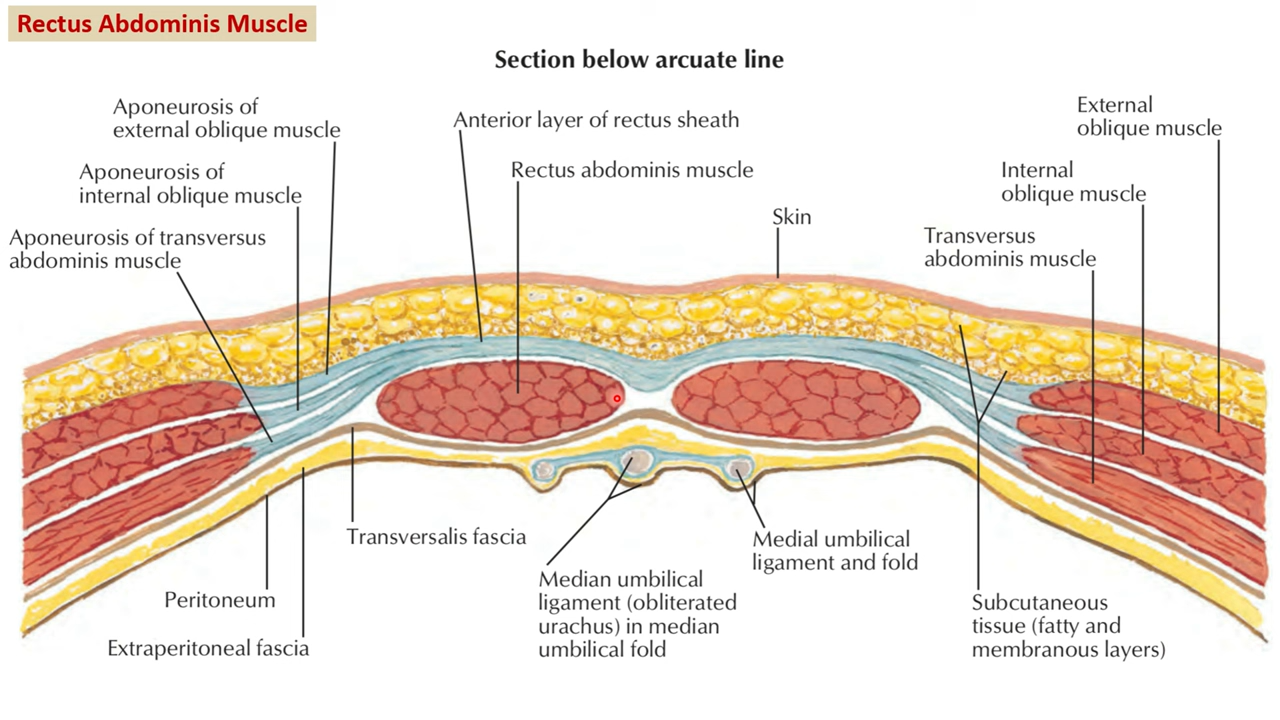 Rectus Abdominis Muscle
Section below arcuate line
Aponeurosis of
external oblique muscle
Anterior layer of rectus sheath
External
oblique muscle
Aponeurosis of
internal oblique muscle
Rectus abdominis muscle
Internal
oblique muscle
Skin
Aponeurosis of transversus
abdominis muscle
Transversus
abdominis muscle
Transversalis fascia
Medial umbilical
ligament and fold
Peritoneum
Median umbilical
ligament (obliterated
urachus) in median
umbilical fold
Subcutaneous
tissue (fatty and
membranous layers)
Extraperitoneal fascia